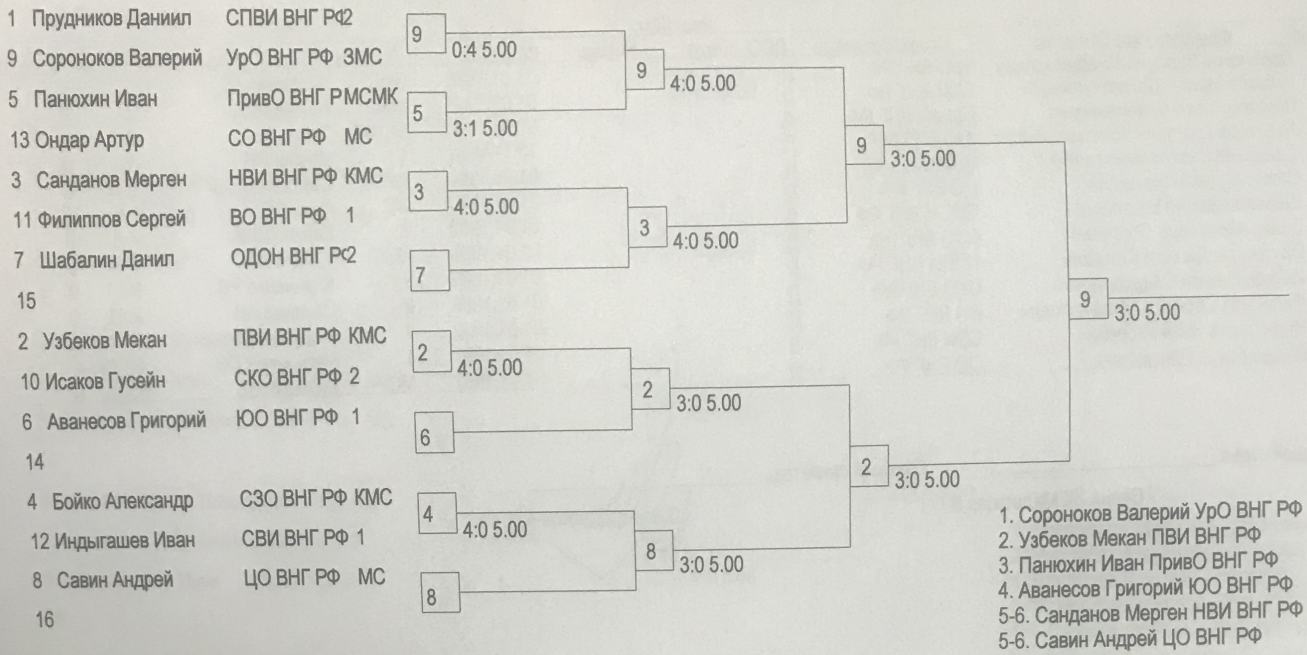 1 Прудников Даниил СПВИ ВНГ РФ2
9 Сороноков Валерий УрО ВНГ РФ ЗМС
5 Панюхин Иван ПривО ВНГ РМСМК
13 Ондар Артур СО ВНГ РФ МС
3 Санданов Мерген НВИ ВНГ РФ КМС
11 Филиппов Сергей ВО ВНГ РФ 1
7 Шабалин Данил ОДОН ВНГ РФ2
15
2 Узбеков Мекан ПВИ ВНГ РФ КМС
10 Исаков Гусейн СКО ВНГ РФ 2
6 Аванесов Григорий ЮО ВНГ РФ 1
14
4 Бойко Александр СЗО ВНГ РФ КМС
12 Индыгашев Иван СВИ ВНГ РФ 1
8 Савин Андрей ЦО ВНГ РФ МС
16
9
0:4 5.00
5
3:1 5.00
3
4:0 5.00
7
2
4:0 5.00
6
4
4:0 5.00
8
9
4:0 5.00
3
4:0 5.00
2
3:0 5.00
8
3:0 5.00
9
3:0 5.00
2
3:0 5.00
9
3:0 5.00
1. Сороноков Валерий УрО ВНГ РФ
2. Узбеков Мекан ПВИ ВНГ РФ
3. Панюхин Иван ПривО ВНГ РФ
4. Аванесов Григорий ЮО ВНГ РФ
5-6. Санданов Мерген НВИ ВНГ РФ
5-6. Савин Андрей ЦО ВНГ РФ